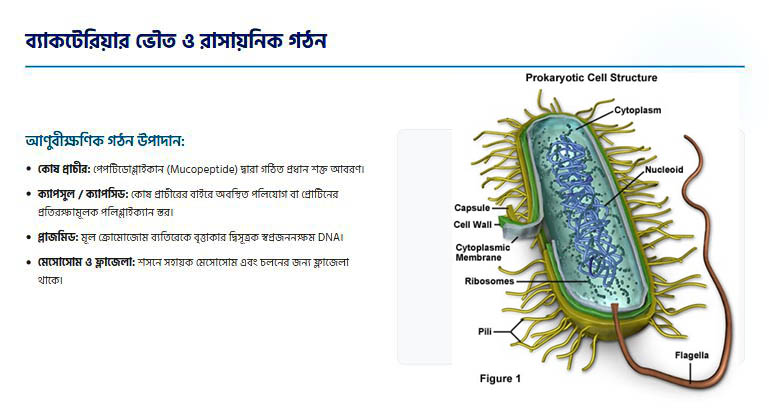 ব্যাকটেরিয়ার ভৌত ও রাসায়নিক গঠন
আণুবীক্ষণিক গঠন উপাদান:
• কোষ প্রাচীর: পেপটিডোগ্লাইকান (Mucopeptide) দ্বারা গঠিত প্রধান শক্ত আবরণ।
• ক্যাপসুল / ক্যাপসিড: কোষ প্রাচীরের বাইরে অবস্থিত পলিযোগ বা প্রোটিনের
প্রতিরক্ষামূলক পলিগ্লাইক্যান স্তর।
• প্লাজমিড: মূল ক্রোমোজোম ব্যতিরেকে বৃত্তাকার দ্বিসূত্রক স্বপ্রজননক্ষম DNA।
• মেসোসোম ও ফ্লাজেলা: শসনে সহায়ক মেসোসোম এবং চলনের জন্য ফ্লাজেলা
থাকে।
Prokaryotic Cell Structure
Cytoplasm
Nucleoid
Capsule
Cell Wall
Cytoplasmic
Membrane
Ribosomes
Pili
Flagella
Figure 1